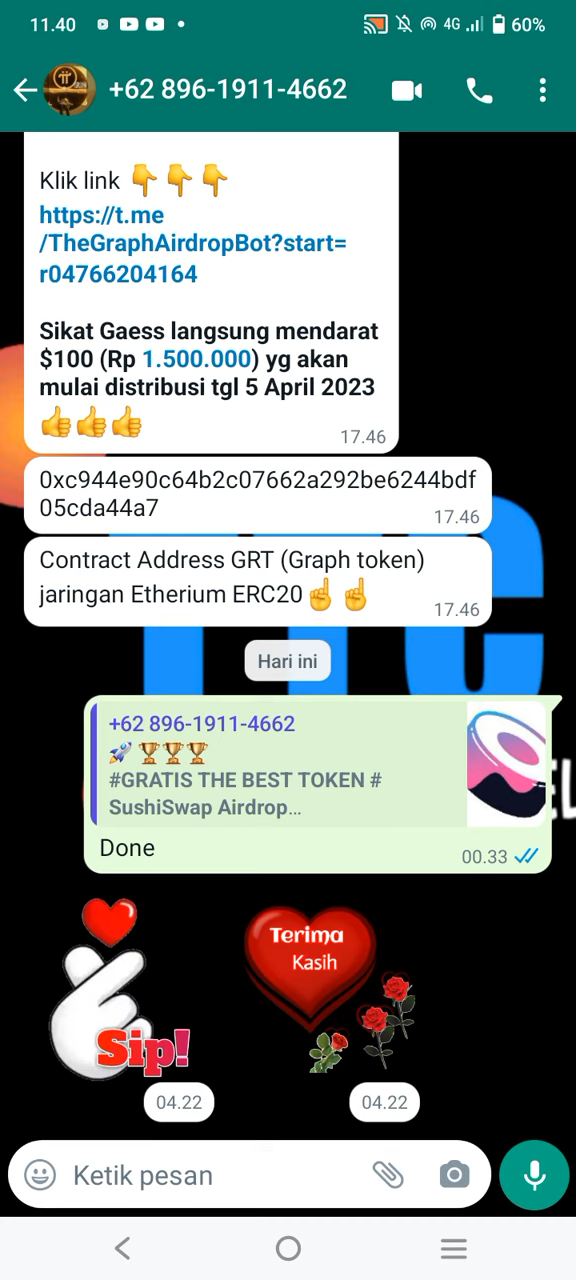 11.40
4G
60%
+62 896-1911-4662
Klik link 👇👇👇
https://t.me
/TheGraphAirdropBot?start=
r04766204164
Sikat Gaess langsung mendarat
$100 (Rp 1.500.000) yg akan
mulai distribusi tgl 5 April 2023
👍👍👍
17.46
0xc944e90c64b2c07662a292be6244bdf
05cda44a7
17.46
Contract Address GRT (Graph token)
jaringan Etherium ERC20☝️☝️
17.46
Hari ini
+62 896-1911-4662
🚀 🏆🏆🏆
#GRATIS THE BEST TOKEN #
SushiSwap Airdrop…
Done
00.33
Sip!
Terima
Kasih
04.22
04.22
Ketik pesan